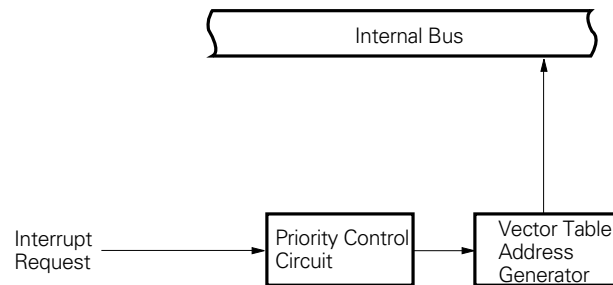 Internal Bus
Interrupt
Request
Priority Control
Circuit
Vector Table
Address
Generator